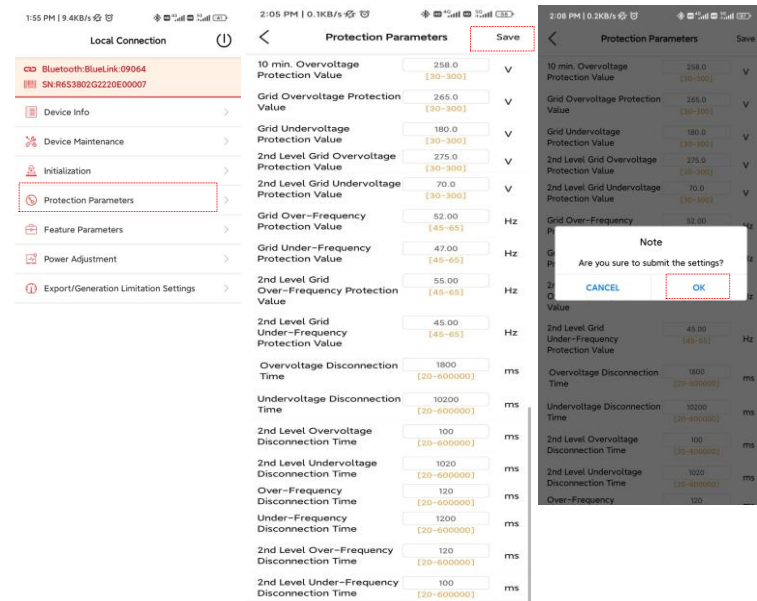 1:55 PM | 9.4KB/s
Local Connection
Bluetooth:BlueLink:09064
SN:R6S3802G2220E00007
Device Info
Device Maintenance
Initialization
Protection Parameters
Feature Parameters
Power Adjustment
Export/Generation Limitation Settings
2:05 PM | 0.1KB/s
Protection Parameters
Save
10 min. Overvoltage
Protection Value
258.0
[30-300]
V
Grid Overvoltage Protection
Value
265.0
[30-300]
V
Grid Undervoltage
Protection Value
180.0
[30-300]
V
2nd Level Grid Overvoltage
Protection Value
275.0
[30-300]
V
2nd Level Grid Undervoltage
Protection Value
70.0
[30-300]
V
Grid Over-Frequency
Protection Value
52.00
[45-65]
Hz
Grid Under-Frequency
Protection Value
47.00
[45-65]
Hz
2nd Level Grid
Over-Frequency Protection
Value
55.00
[45-65]
Hz
2nd Level Grid
Under-Frequency
Protection Value
45.00
[45-65]
Hz
Overvoltage Disconnection
Time
1800
[20-600000]
ms
Undervoltage Disconnection
Time
10200
[20-600000]
ms
2nd Level Overvoltage
Disconnection Time
100
[20-600000]
ms
2nd Level Undervoltage
Disconnection Time
1020
[20-600000]
ms
Over-Frequency
Disconnection Time
120
[20-600000]
ms
Under-Frequency
Disconnection Time
1200
[20-600000]
ms
2nd Level Over-Frequency
Disconnection Time
120
[20-600000]
ms
2nd Level Under-Frequency
Disconnection Time
100
[20-600000]
ms
2:08 PM | 0.2KB/s
Protection Parameters
Save
10 min. Overvoltage
Protection Value
258.0
[30-300]
V
Grid Overvoltage Protection
Value
265.0
[30-300]
V
Grid Undervoltage
Protection Value
180.0
[30-300]
V
2nd Level Grid Overvoltage
Protection Value
275.0
[30-300]
V
2nd Level Grid Undervoltage
Protection Value
70.0
[30-300]
V
Grid Over-Frequency
52.00
Note
Are you sure to submit the settings?
CANCEL
OK
Value
2nd Level Grid
Under-Frequency
Protection Value
45.00
[45-65]
Hz
Overvoltage Disconnection
Time
1800
[20-600000]
ms
Undervoltage Disconnection
Time
10200
[20-600000]
ms
2nd Level Overvoltage
Disconnection Time
100
[20-600000]
ms
2nd Level Undervoltage
Disconnection Time
1020
[20-600000]
ms
Over-Frequency
120